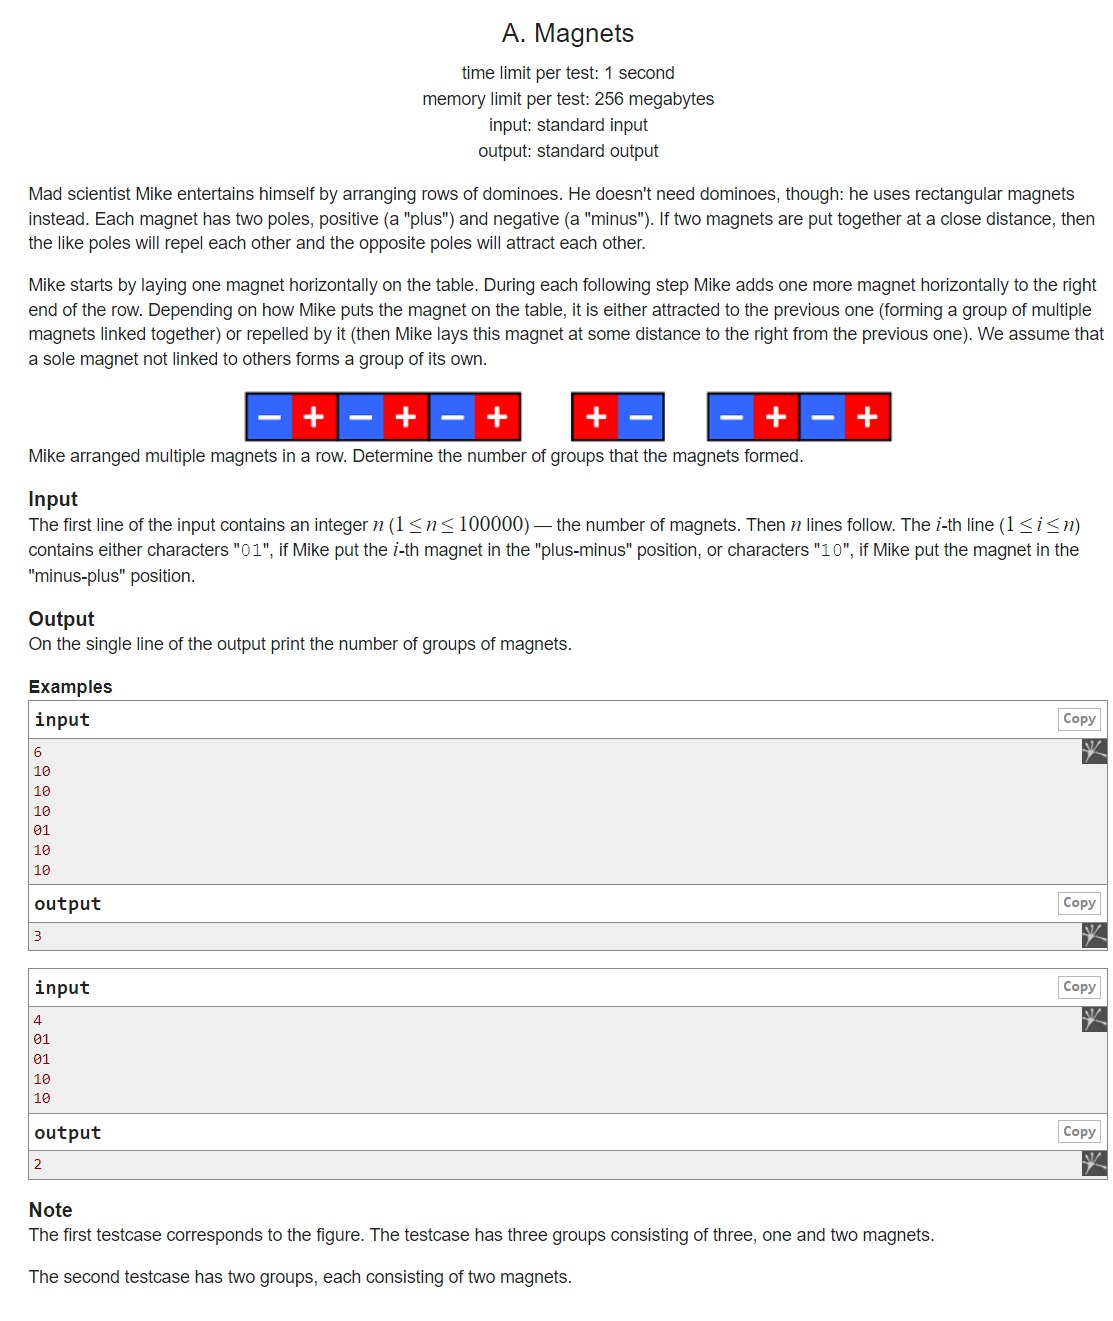 A. Magnets
time limit per test: 1 second
memory limit per test: 256 megabytes
input: standard input
output: standard output
Mad scientist Mike entertains himself by arranging rows of dominoes. He doesn't need dominoes, though: he uses rectangular magnets
instead. Each magnet has two poles, positive (a "plus") and negative (a "minus"). If two magnets are put together at a close distance, then
the like poles will repel each other and the opposite poles will attract each other.
Mike starts by laying one magnet horizontally on the table. During each following step Mike adds one more magnet horizontally to the right
end of the row. Depending on how Mike puts the magnet on the table, it is either attracted to the previous one (forming a group of multiple
magnets linked together) or repelled by it (then Mike lays this magnet at some distance to the right from the previous one). We assume that
a sole magnet not linked to others forms a group of its own.
− + − + − + + − − + − +
Mike arranged multiple magnets in a row. Determine the number of groups that the magnets formed.
Input
The first line of the input contains an integer n (1 ≤ n ≤ 100000) — the number of magnets. Then n lines follow. The i-th line (1 ≤ i ≤ n)
contains either characters "01", if Mike put the i-th magnet in the "plus-minus" position, or characters "10", if Mike put the magnet in the
"minus-plus" position.
Output
On the single line of the output print the number of groups of magnets.
Examples
input Copy
6
10
10
10
01
10
10
output Copy
3
input Copy
4
01
01
10
10
output Copy
2
Note
The first testcase corresponds to the figure. The testcase has three groups consisting of three, one and two magnets.
The second testcase has two groups, each consisting of two magnets.